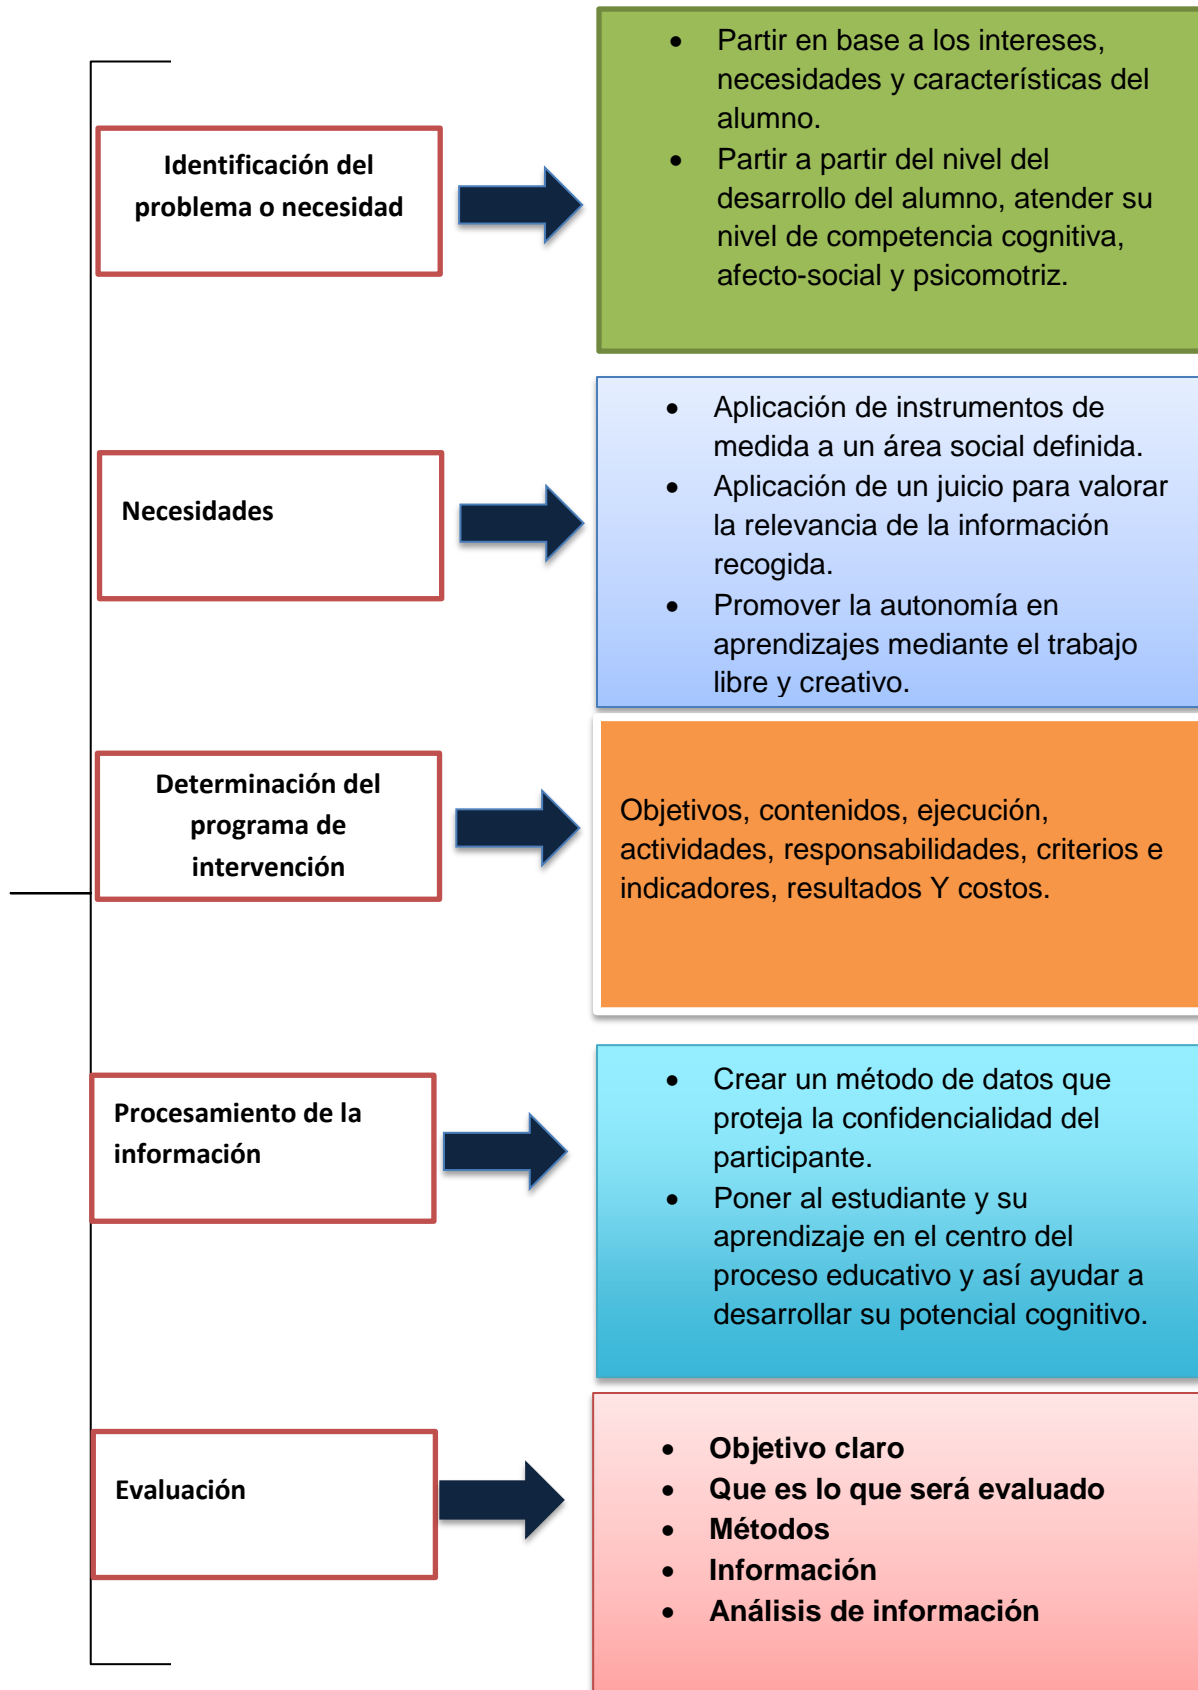 Identificación del
problema o necesidad
• Partir en base a los intereses,
necesidades y características del
alumno.
• Partir a partir del nivel del
desarrollo del alumno, atender su
nivel de competencia cognitiva,
afecto-social y psicomotriz.
Necesidades
• Aplicación de instrumentos de
medida a un área social definida.
• Aplicación de un juicio para valorar
la relevancia de la información
recogida.
• Promover la autonomía en
aprendizajes mediante el trabajo
libre y creativo.
Determinación del
programa de
intervención
Objetivos, contenidos, ejecución,
actividades, responsabilidades, criterios e
indicadores, resultados Y costos.
Procesamiento de la
información
• Crear un método de datos que
proteja la confidencialidad del
participante.
• Poner al estudiante y su
aprendizaje en el centro del
proceso educativo y así ayudar a
desarrollar su potencial cognitivo.
Evaluación
• Objetivo claro
• Que es lo que será evaluado
• Métodos
• Información
• Análisis de información